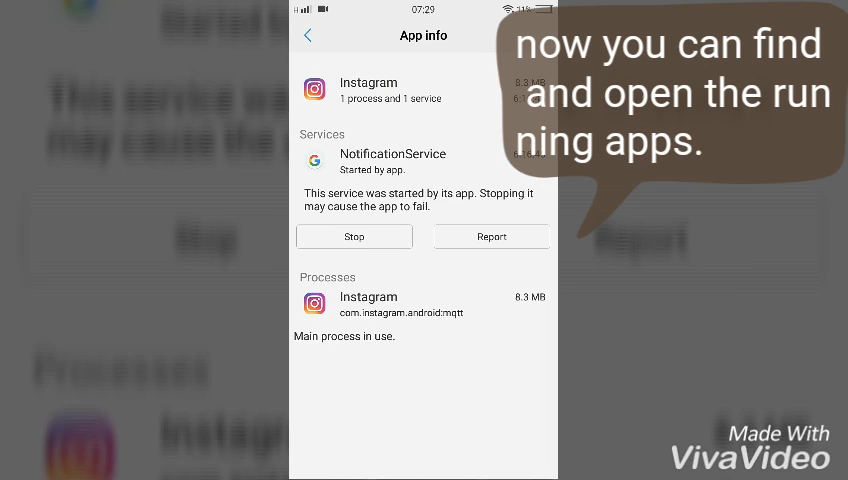 H
07:29
11%
App info
now you can find
and open the run
ning apps.
Instagram
8.3 MB
1 process and 1 service
Services
NotificationService
Started by app.
This service was started by its app. Stopping it
may cause the app to fail.
Stop
Report
Processes
Instagram
8.3 MB
com.instagram.android:mqtt
Main process in use.
Made With
VivaVideo